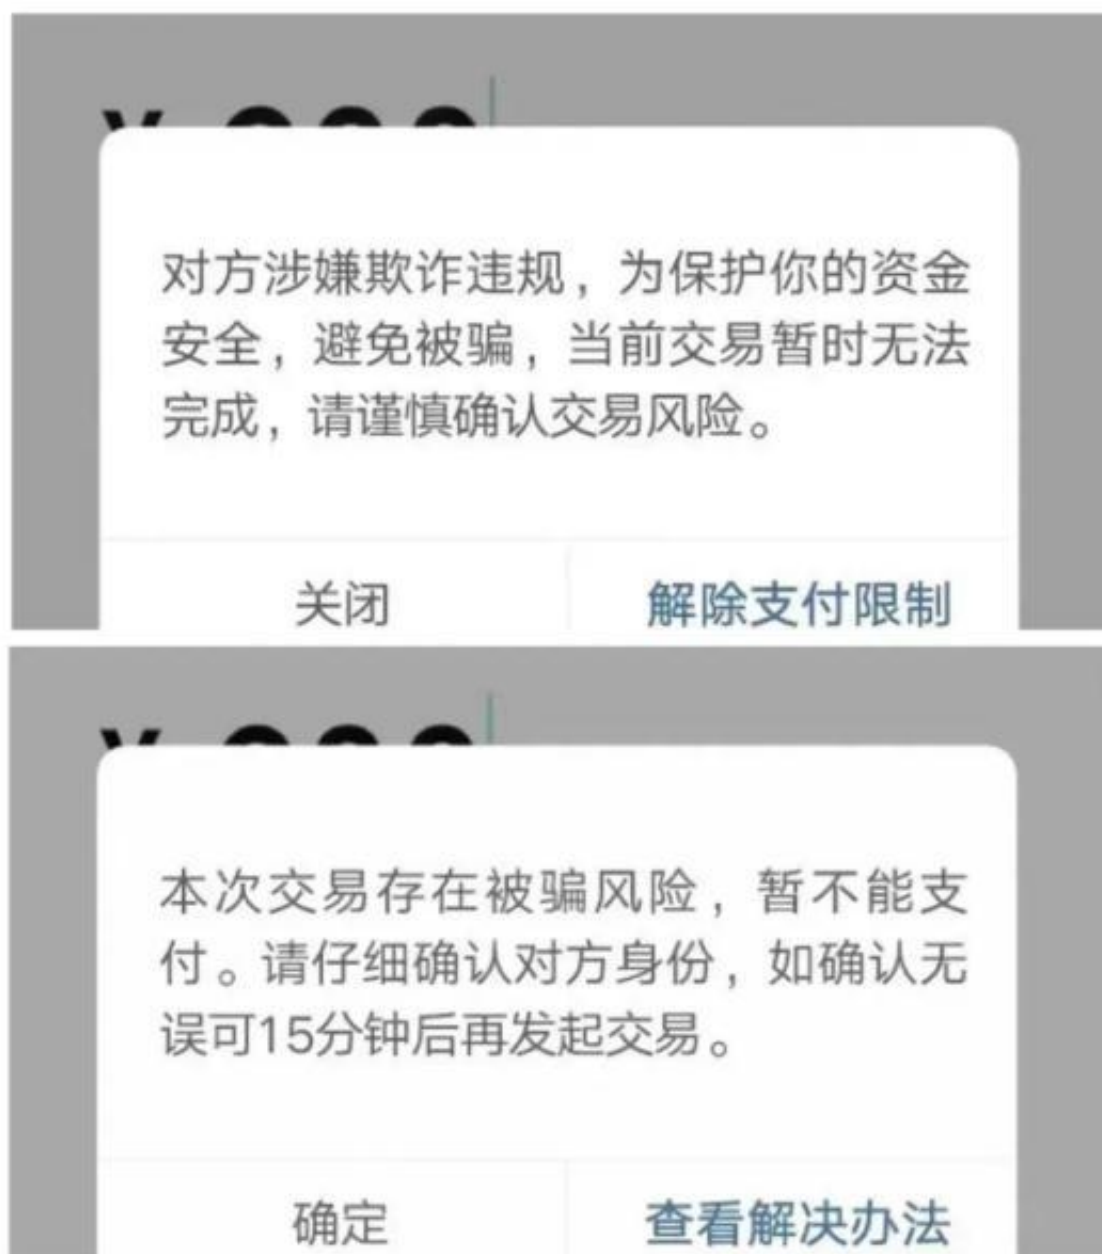 对方涉嫌欺诈违规，为保护你的资金
安全，避免被骗，当前交易暂时无法
完成，请谨慎确认交易风险。
关闭
解除支付限制
本次交易存在被骗风险，暂不能支
付。请仔细确认对方身份，如确认无
误可15分钟后再发起交易。
确定
查看解决办法